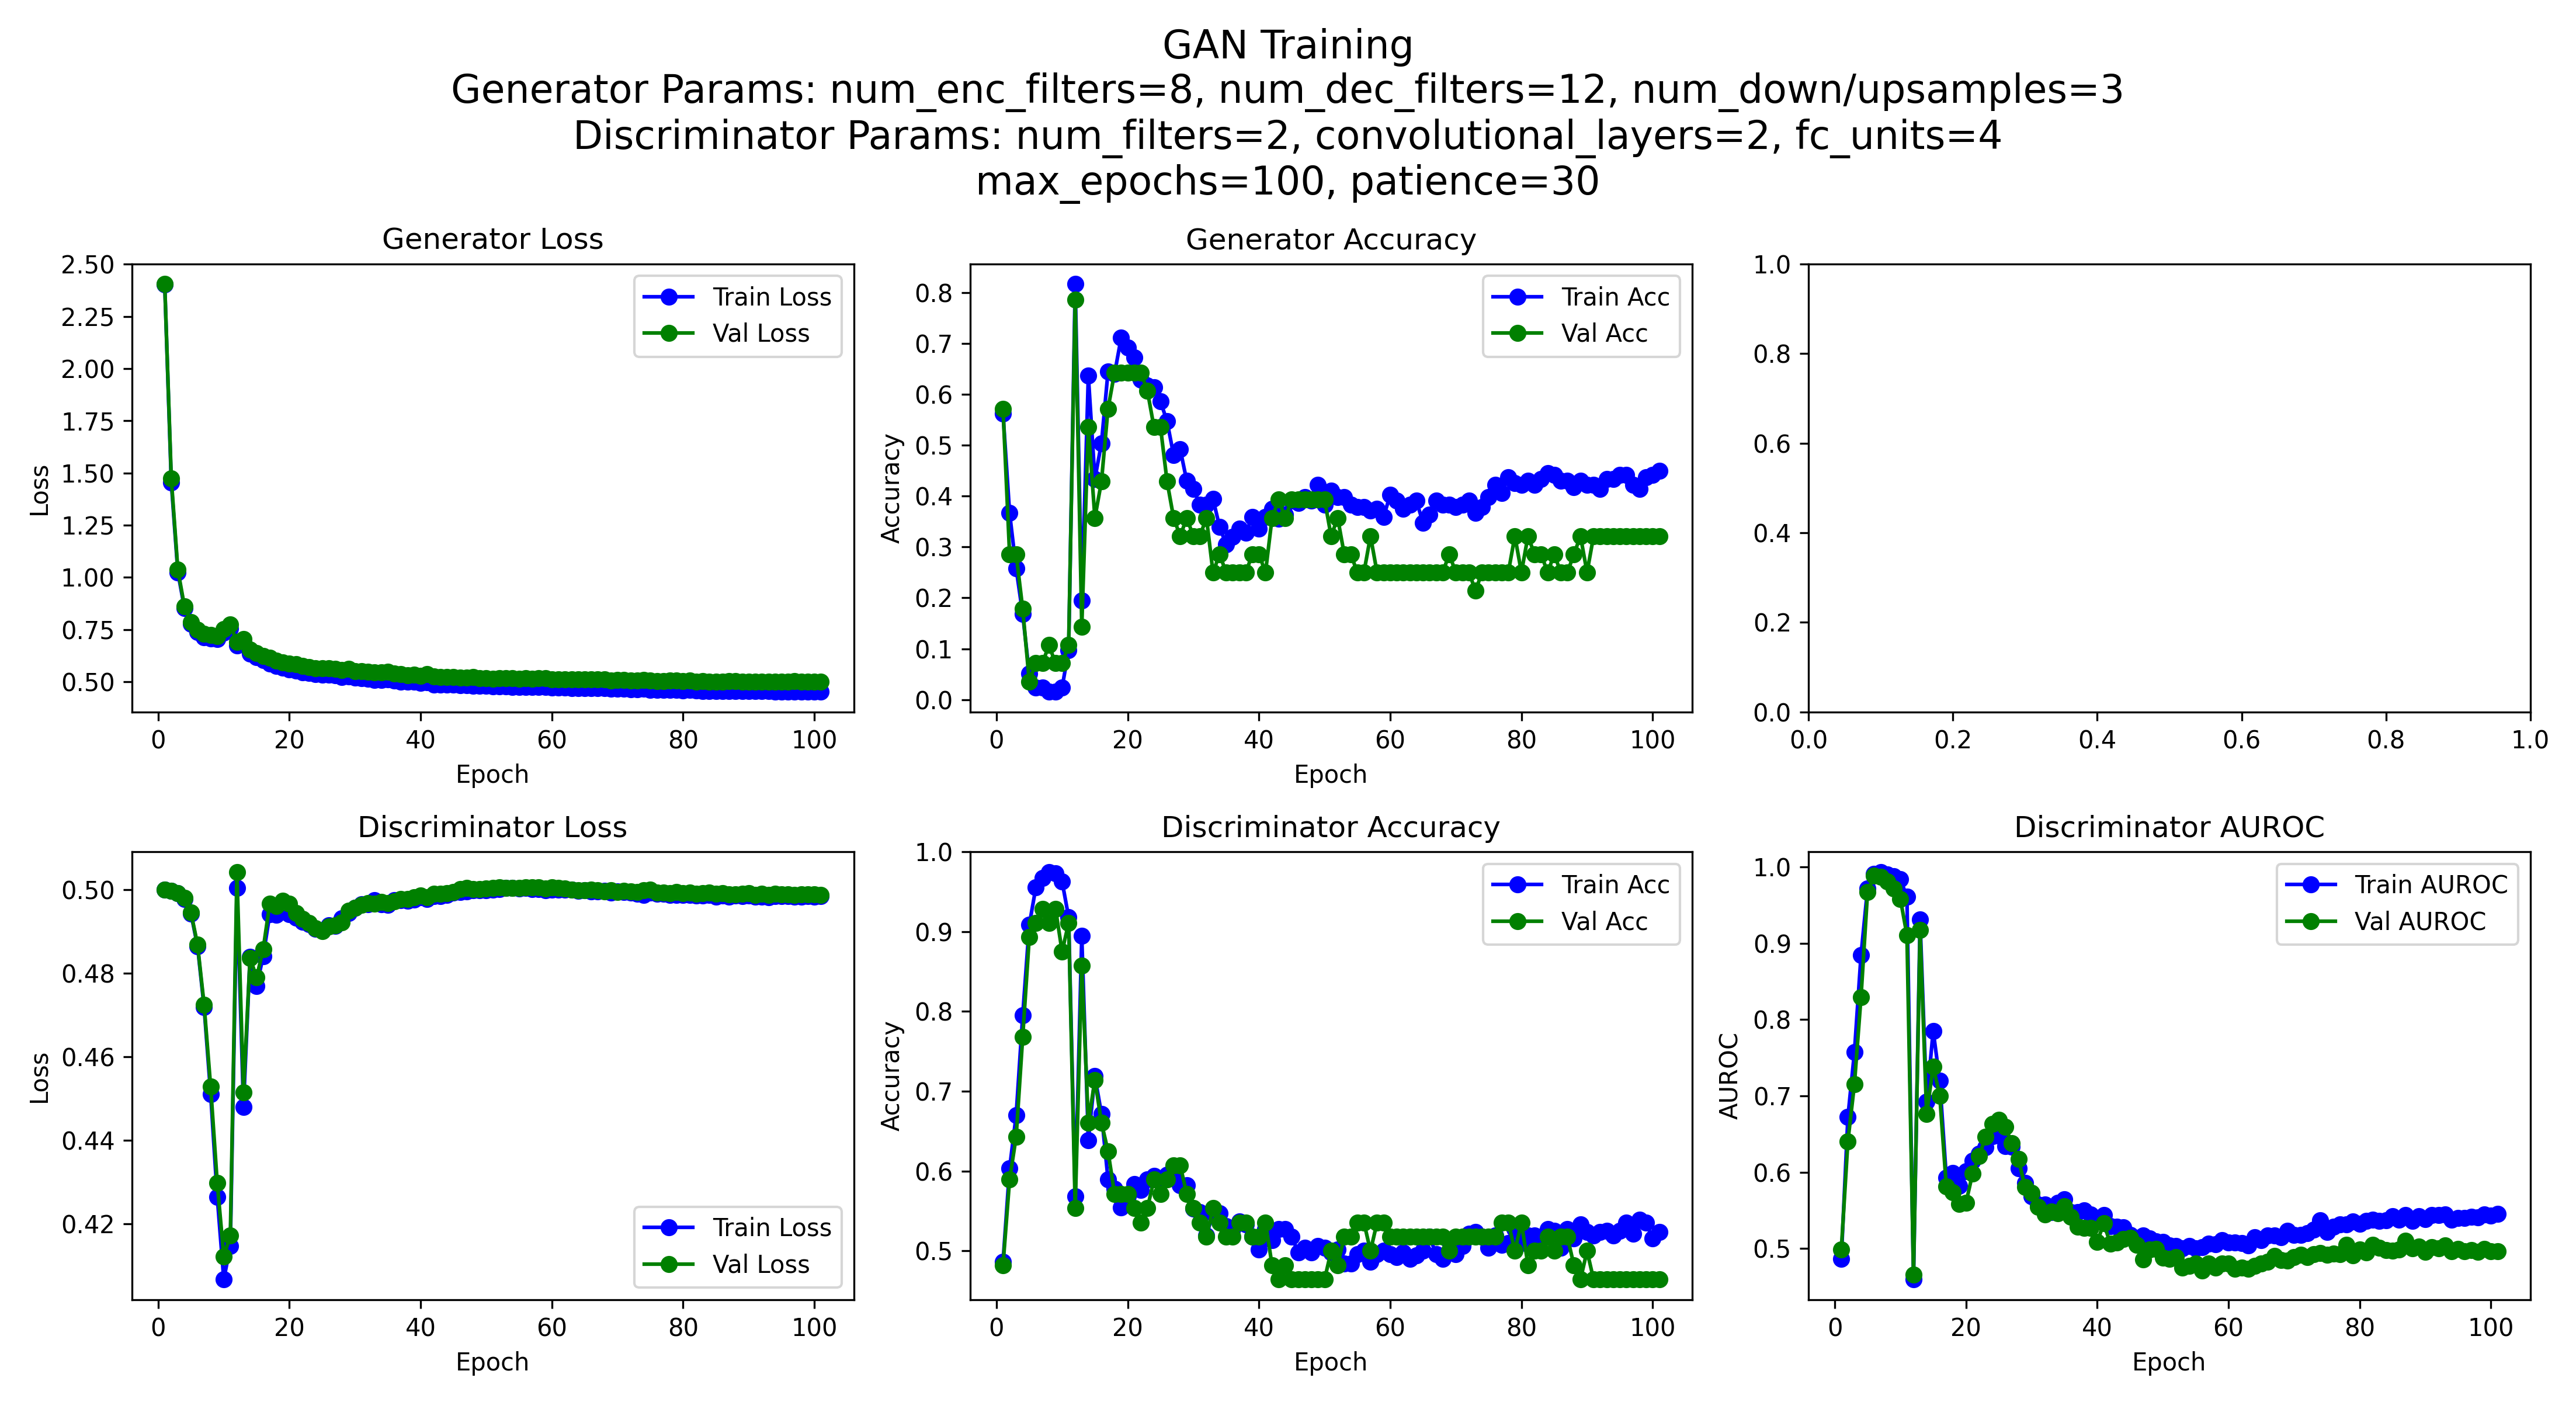 GAN Training
Generator Params: num_enc_filters=8, num_dec_filters=12, num_down/upsamples=3
Discriminator Params: num_filters=2, convolutional_layers=2, fc_units=4
max_epochs=100, patience=30
Generator Loss
Loss
2.50
2.25
2.00
1.75
1.50
1.25
1.00
0.75
0.50
Train Loss
Val Loss
0 20 40 60 80 100
Epoch
Generator Accuracy
Accuracy
0.8
0.7
0.6
0.5
0.4
0.3
0.2
0.1
0.0
Train Acc
Val Acc
0 20 40 60 80 100
Epoch
1.0
0.8
0.6
0.4
0.2
0.0
0.0 0.2 0.4 0.6 0.8 1.0
Discriminator Loss
Loss
0.50
0.48
0.46
0.44
0.42
Train Loss
Val Loss
0 20 40 60 80 100
Epoch
Discriminator Accuracy
Accuracy
1.0
0.9
0.8
0.7
0.6
0.5
Train Acc
Val Acc
0 20 40 60 80 100
Epoch
Discriminator AUROC
AUROC
1.0
0.9
0.8
0.7
0.6
0.5
Train AUROC
Val AUROC
0 20 40 60 80 100
Epoch